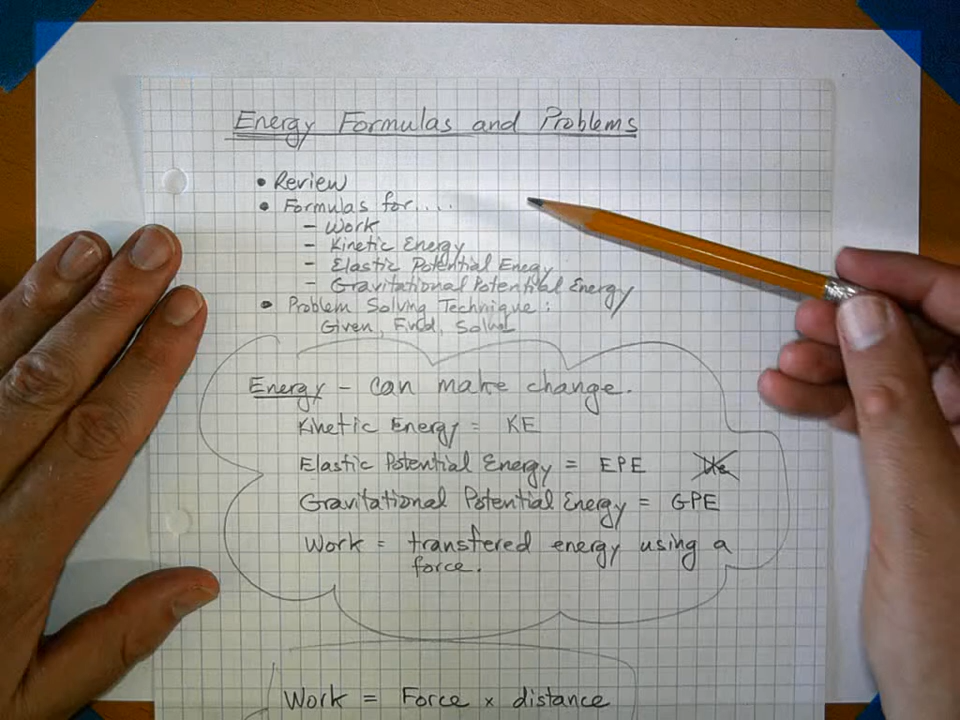 Energy Formulas and Problems
• Review
• Formulas for....
– Work
– Kinetic Energy
– Elastic Potential Energy
– Gravitational Potential Energy
• Problem Solving Technique:
Given, Find, Solve
Energy – can make change.
Kinetic Energy = KE
Elastic Potential Energy = EPE
Gravitational Potential Energy = GPE
Work = transfered energy using a
force.
Work = Force x distance